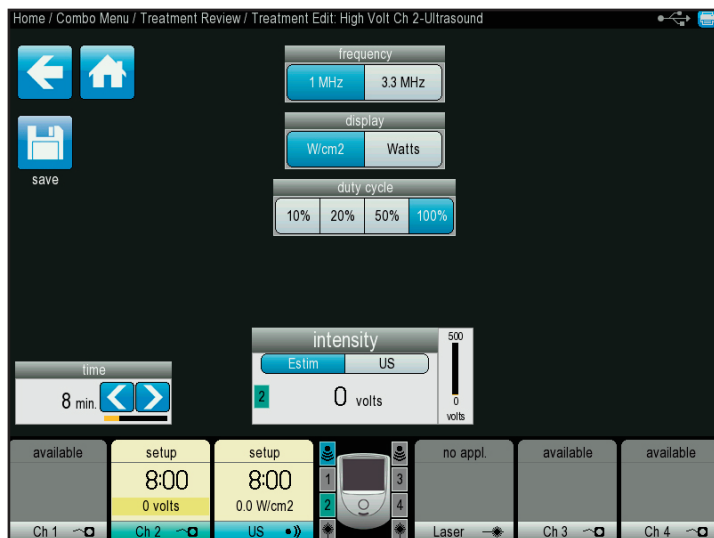 Home / Combo Menu / Treatment Review / Treatment Edit: High Volt Ch 2-Ultrasound
frequency
1 MHz 3.3 MHz
display
W/cm2 Watts
save
duty cycle
10% 20% 50% 100%
intensity
500
Estim US
time
2 0 volts
8 min.
0
volts
available setup setup no appl. available available
8:00 8:00 1 3
0 volts 0.0 W/cm2 2 4
Ch 1 Ch 2 US Laser Ch 3 Ch 4